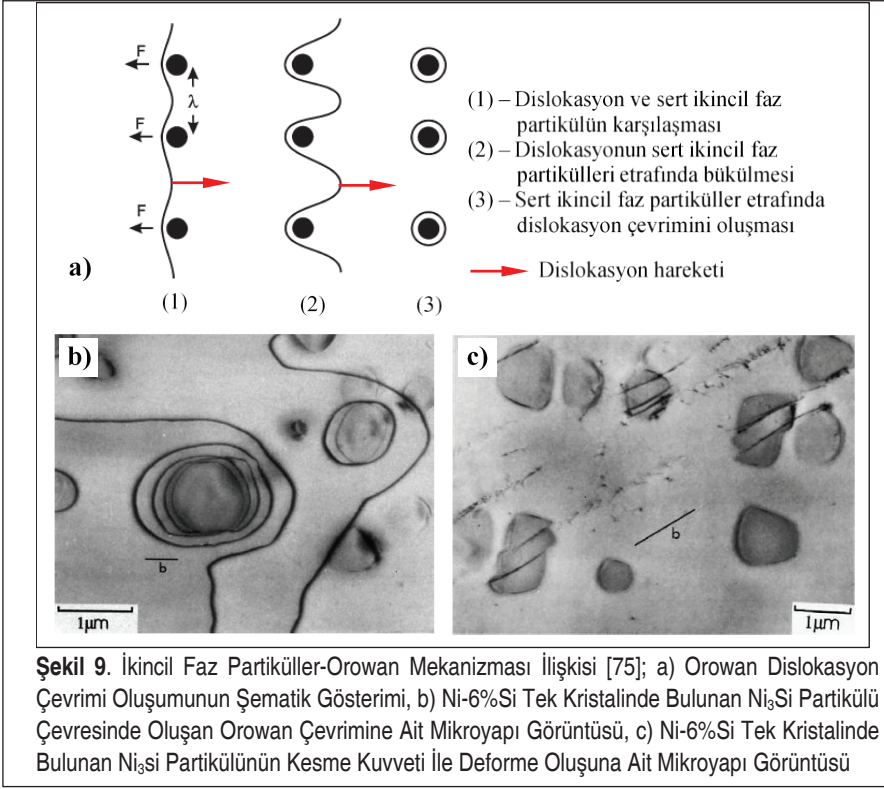 F
F
F
λ
(1) – Dislokasyon ve sert ikincil faz
partikülün karşılaşması
(2) – Dislokasyonun sert ikincil faz
partikülleri etrafında bükülmesi
(3) – Sert ikincil faz partiküller etrafında
dislokasyon çevrimini oluşması
Dislokasyon hareketi
a)
(1)
(2)
(3)
b)
b
1µm
c)
b
1µm
Şekil 9. İkincil Faz Partiküller-Orowan Mekanizması İlişkisi [75]; a) Orowan Dislokasyon
Çevrimi Oluşumunun Şematik Gösterimi, b) Ni-6%Si Tek Kristalinde Bulunan Ni₃Si Partikülü
Çevresinde Oluşan Orowan Çevrimine Ait Mikroyapı Görüntüsü, c) Ni-6%Si Tek Kristalinde
Bulunan Ni₃si Partikülünün Kesme Kuvveti İle Deforme Oluşuna Ait Mikroyapı Görüntüsü